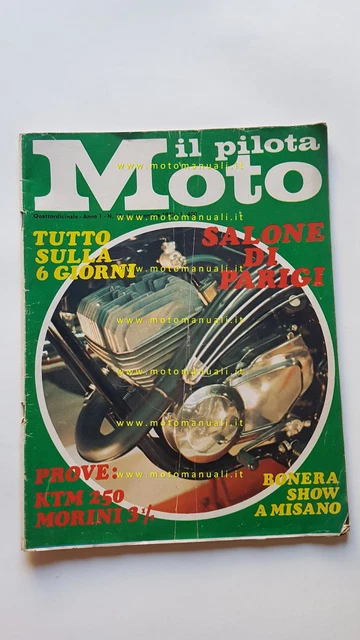 il pilota
www.motomanuali.it
Moto
Quattordicinale - Anno 1 - N.
www.motomanuali.it
TUTTO
SULLA
6 GIORNI
SALONE
DI
PARIGI
www.motomanuali.it
www.motomanuali.it
www.motomanuali.it
PROVE:
KTM 250
MORINI 3½
www.motomanuali.it
BONERA
SHOW
A MISANO
www.motomanuali.it